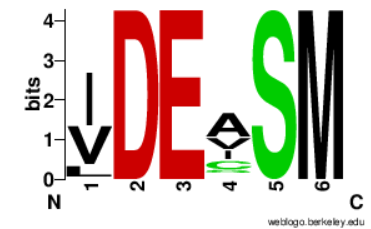 4
3
bits
2
1
0
I
V
L
D
E
A
V
I
C
S
M
1 2 3 4 5 6
N C
weblogo.berkeley.edu